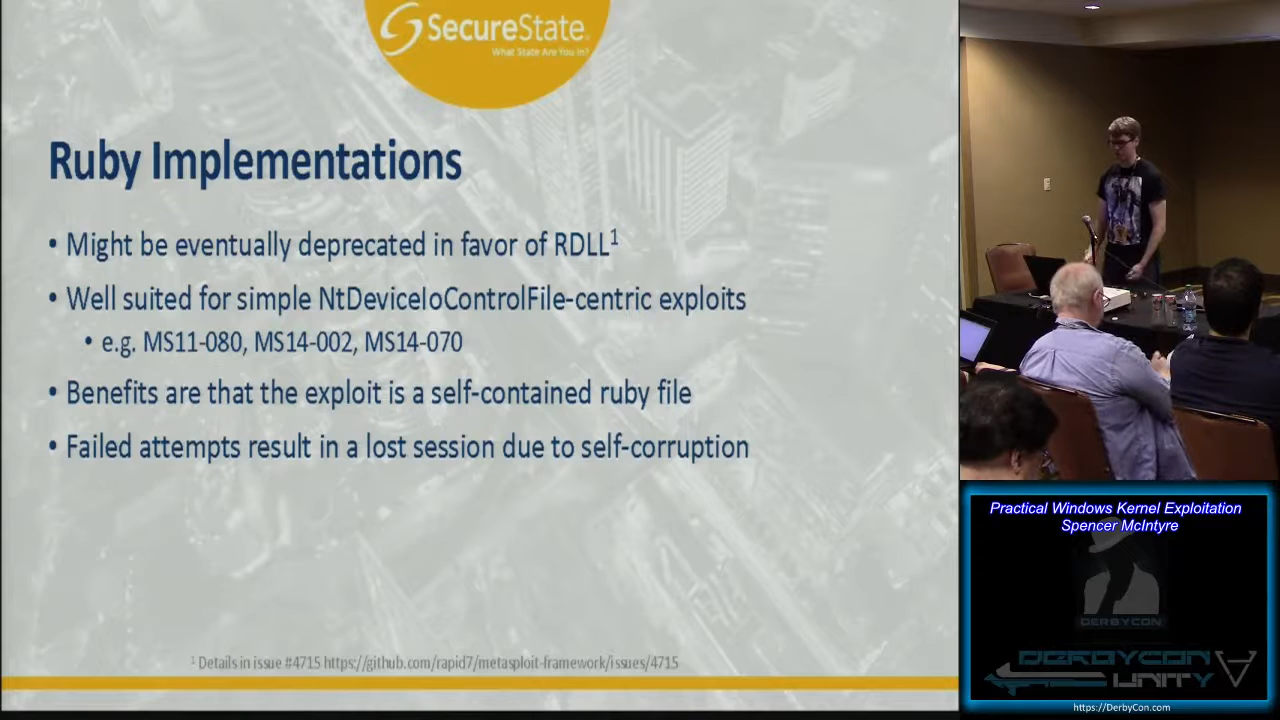 SecureState
What State Are You In?
Ruby Implementations
• Might be eventually deprecated in favor of RDLL¹
• Well suited for simple NtDeviceIoControlFile-centric exploits
• e.g. MS11-080, MS14-002, MS14-070
• Benefits are that the exploit is a self-contained ruby file
• Failed attempts result in a lost session due to self-corruption
¹ Details in issue #4715 https://github.com/rapid7/metasploit-framework/issues/4715
Practical Windows Kernel Exploitation
Spencer McIntyre
DERBYCON
DERBYCON
UNITY
https://DerbyCon.com